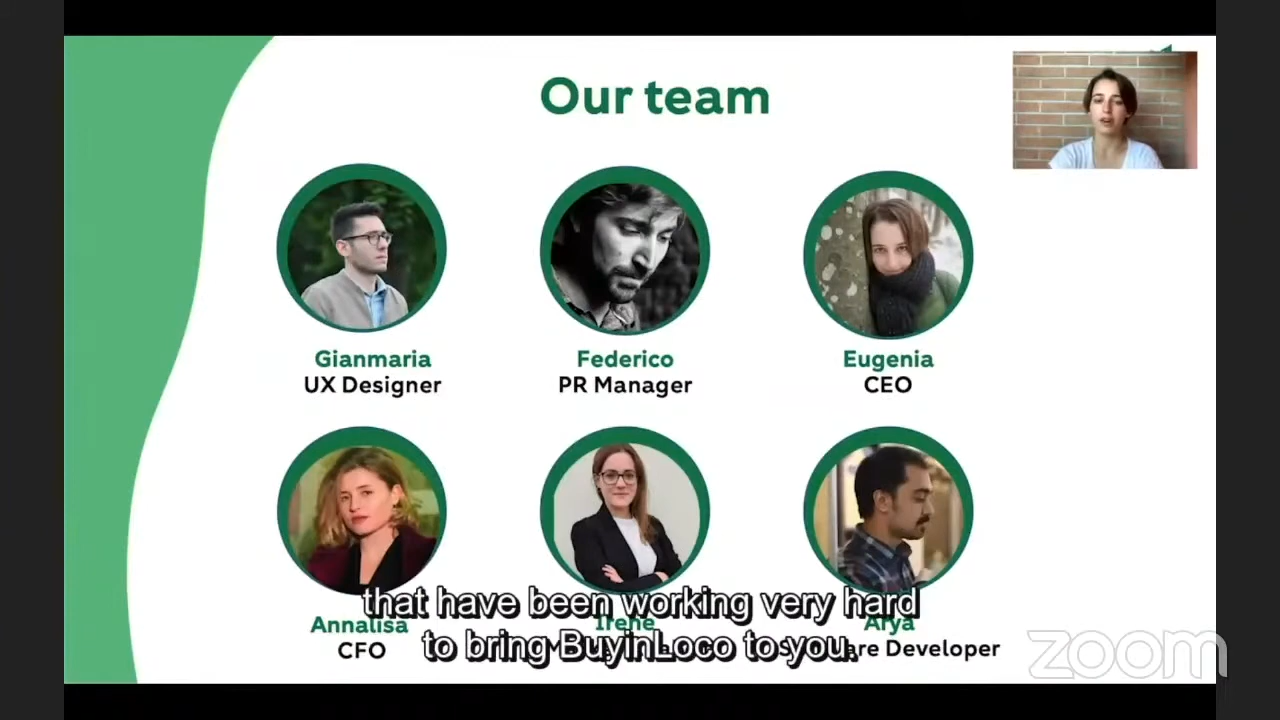 Our team
Gianmaria
UX Designer
Federico
PR Manager
Eugenia
CEO
Annalisa
CFO
Irene
Arya
Developer
that have been working very hard
to bring BuyinLoco to you.
zoom